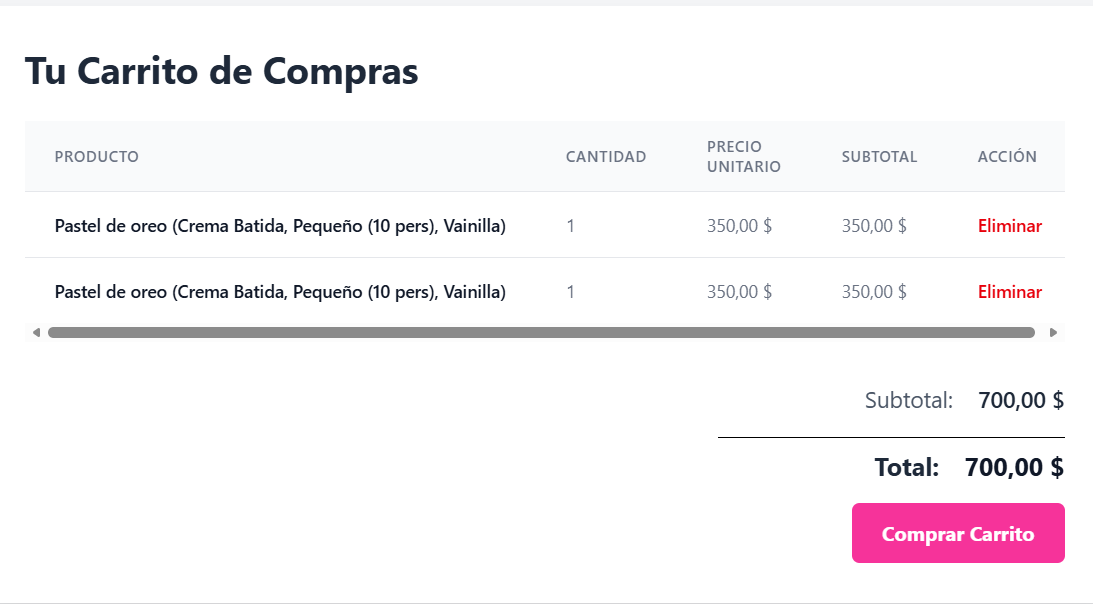 Tu Carrito de Compras
PRODUCTO CANTIDAD PRECIO UNITARIO SUBTOTAL ACCIÓN
Pastel de oreo (Crema Batida, Pequeño (10 pers), Vainilla) 1 350,00 $ 350,00 $ Eliminar
Pastel de oreo (Crema Batida, Pequeño (10 pers), Vainilla) 1 350,00 $ 350,00 $ Eliminar
Subtotal: 700,00 $
Total: 700,00 $
Comprar Carrito